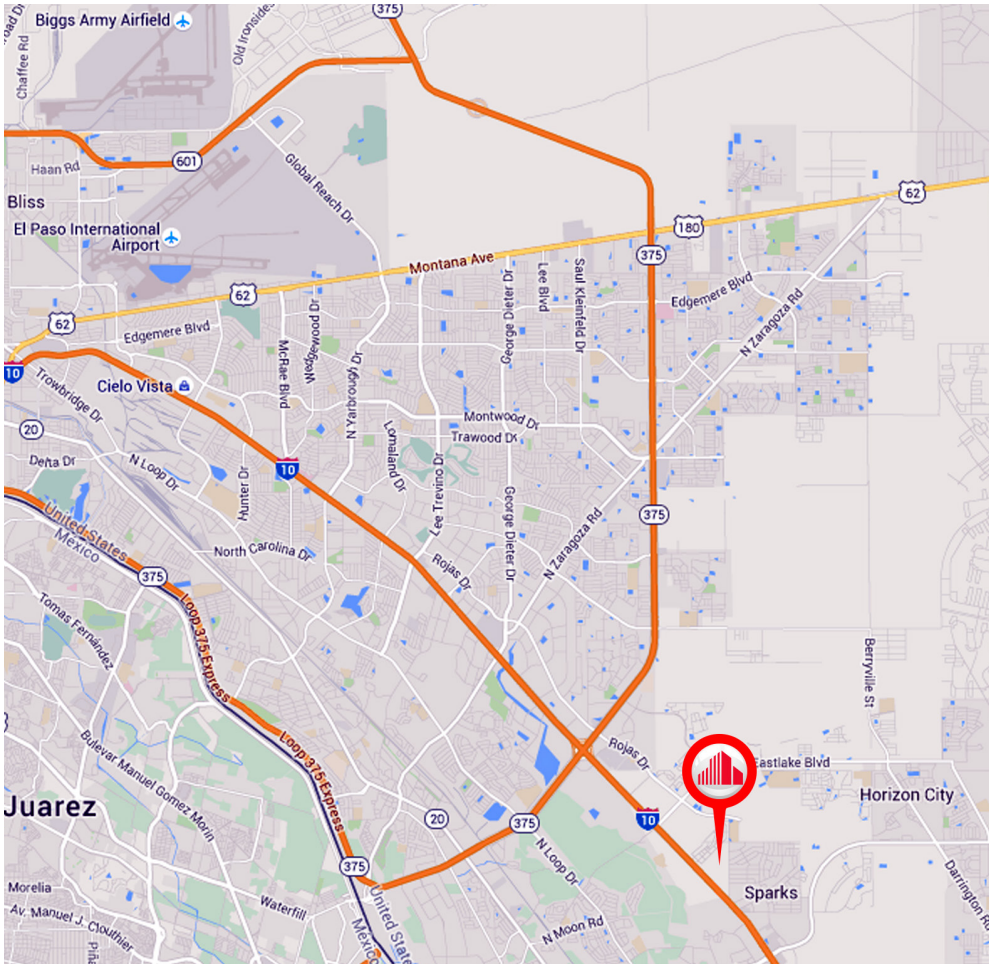 375
Biggs Army Airfield
Old Ironsides
Chaffee Rd
Haan Rd
601
Global Reach Dr
Bliss
El Paso International
Airport
62
180
375
Montana Ave
62
62
Edgemere Blvd
McRae Blvd
Wedgewood Dr
N Yarbrough Dr
George Dieter Dr
Lee Blvd
Saul Kleinfeld Dr
Edgemere Blvd
N Zaragoza Rd
10
Trowbridge Dr
Cielo Vista
20
Delta Dr
N Loop Dr
Hunter Dr
10
Lomaland Dr
Montwood Dr
Trawood Dr
Lee Trevino Dr
George Dieter Dr
N Zaragoza Rd
375
United States
México
North Carolina Dr
Rojas Dr
375
Loop 375 Express
Tomas Fernández
Berryville St
Bulevar Manuel Gomez Morin
Loop 375 Express
Rojas Dr
Eastlake Blvd
Juarez
20
375
10
Horizon City
N Loop Dr
375
Morelia
Waterfill
United State
México
Sparks
Darrington Rd
Av. Manuel J. Clouthier
N Moon Rd